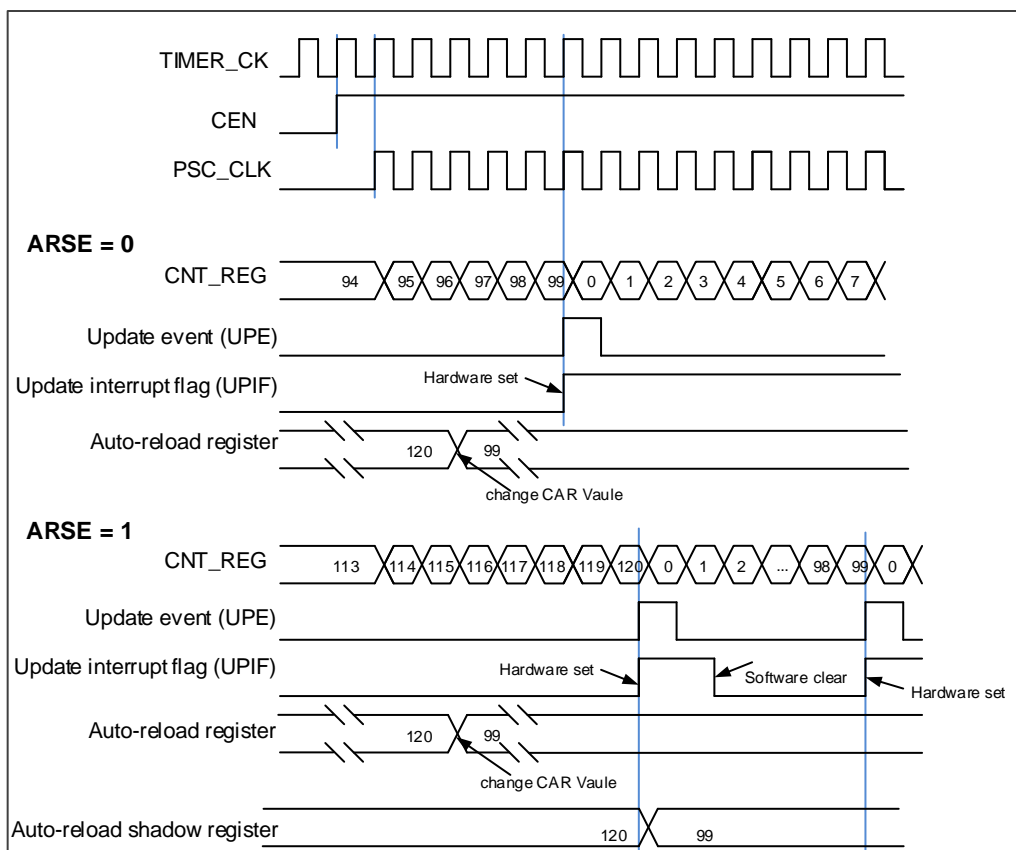 TIMER_CK
CEN
PSC_CLK
ARSE = 0
CNT_REG 94 95 96 97 98 99 0 1 2 3 4 5 6 7
Update event (UPE)
Update interrupt flag (UPIF) Hardware set
Auto-reload register 120 99
change CAR Vaule
ARSE = 1
CNT_REG 113 114 115 116 117 118 119 120 0 1 2 ... 98 99 0
Update event (UPE)
Update interrupt flag (UPIF) Hardware set Software clear Hardware set
Auto-reload register 120 99
change CAR Vaule
Auto-reload shadow register 120 99